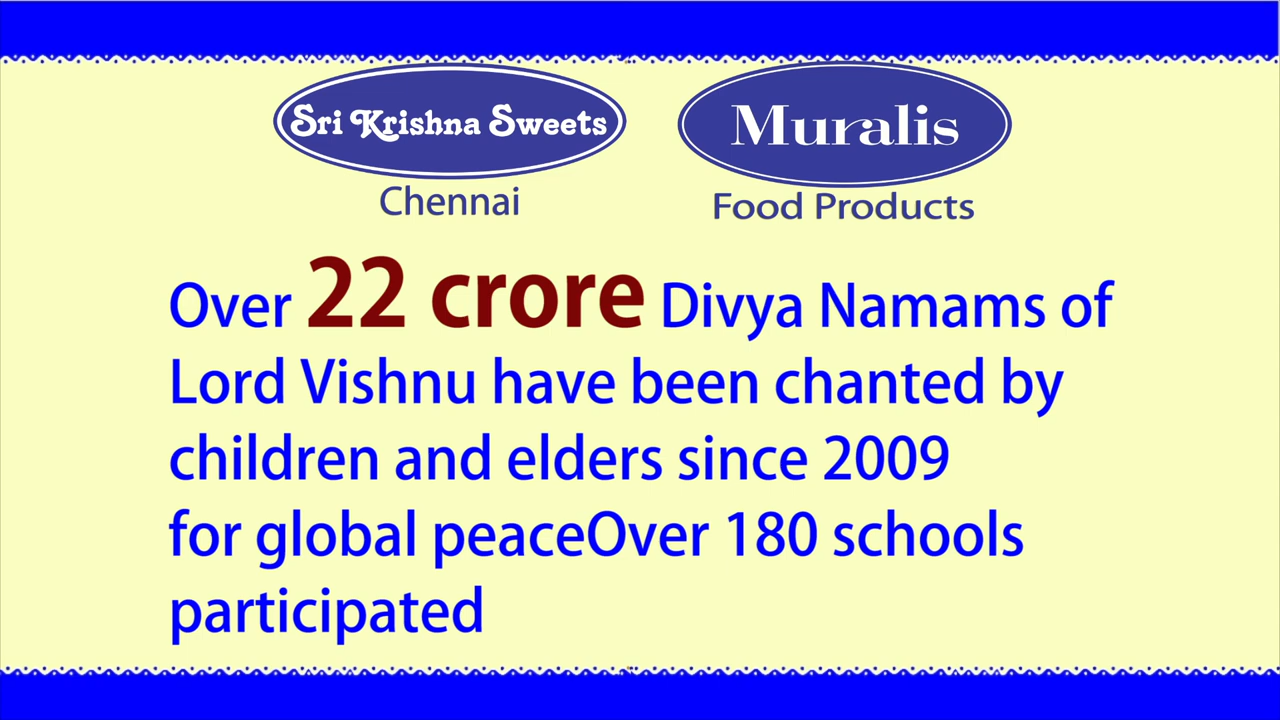 Sri Krishna Sweets
Chennai
Muralis
Food Products
Over 22 crore Divya Namams of
Lord Vishnu have been chanted by
children and elders since 2009
for global peaceOver 180 schools
participated